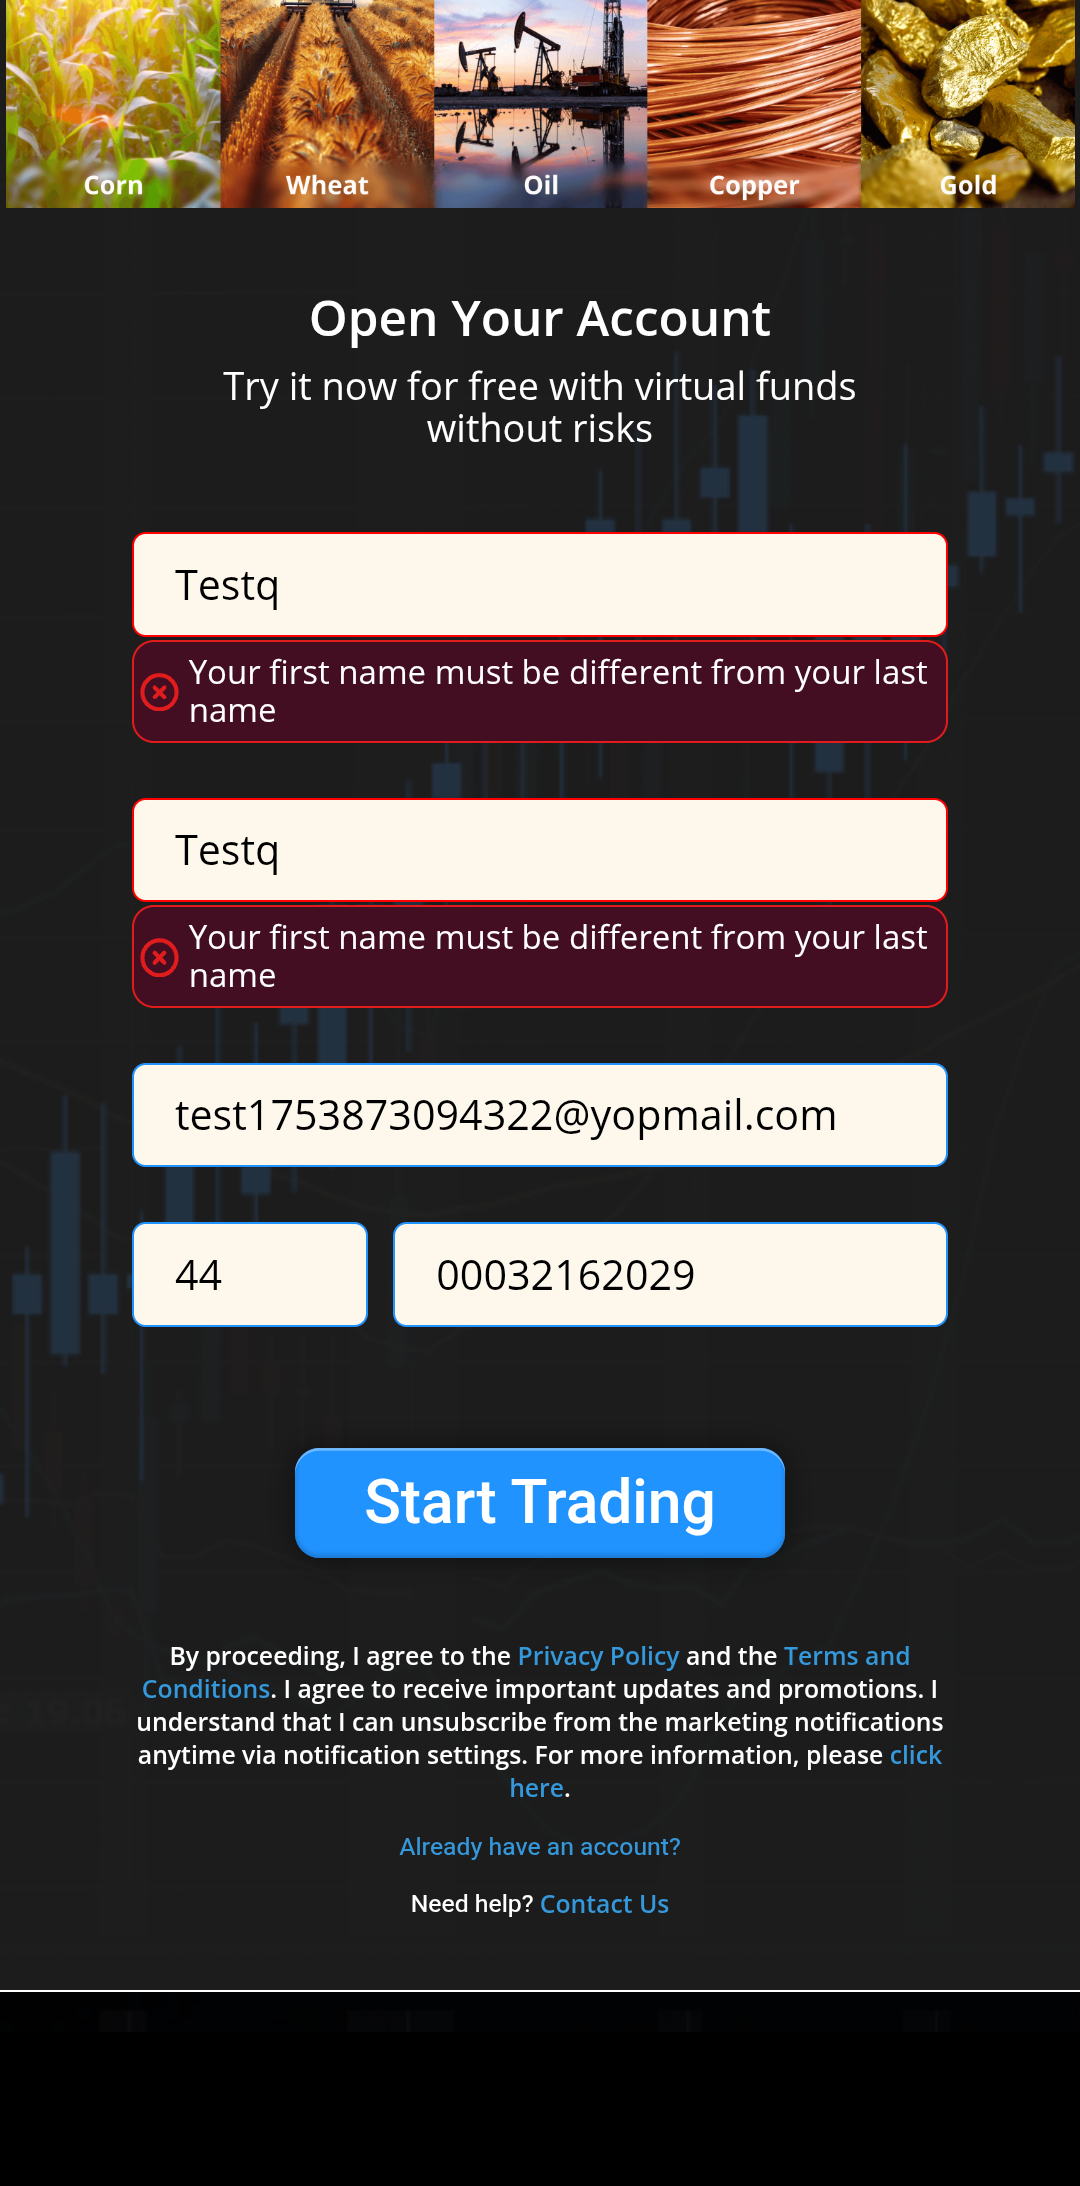 Corn Wheat Oil Copper Gold
Open Your Account
Try it now for free with virtual funds
without risks
Testq
Your first name must be different from your last
name
Testq
Your first name must be different from your last
name
test1753873094322@yopmail.com
44 00032162029
Start Trading
By proceeding, I agree to the Privacy Policy and the Terms and
Conditions. I agree to receive important updates and promotions. I
understand that I can unsubscribe from the marketing notifications
anytime via notification settings. For more information, please click
here.
Already have an account?
Need help? Contact Us